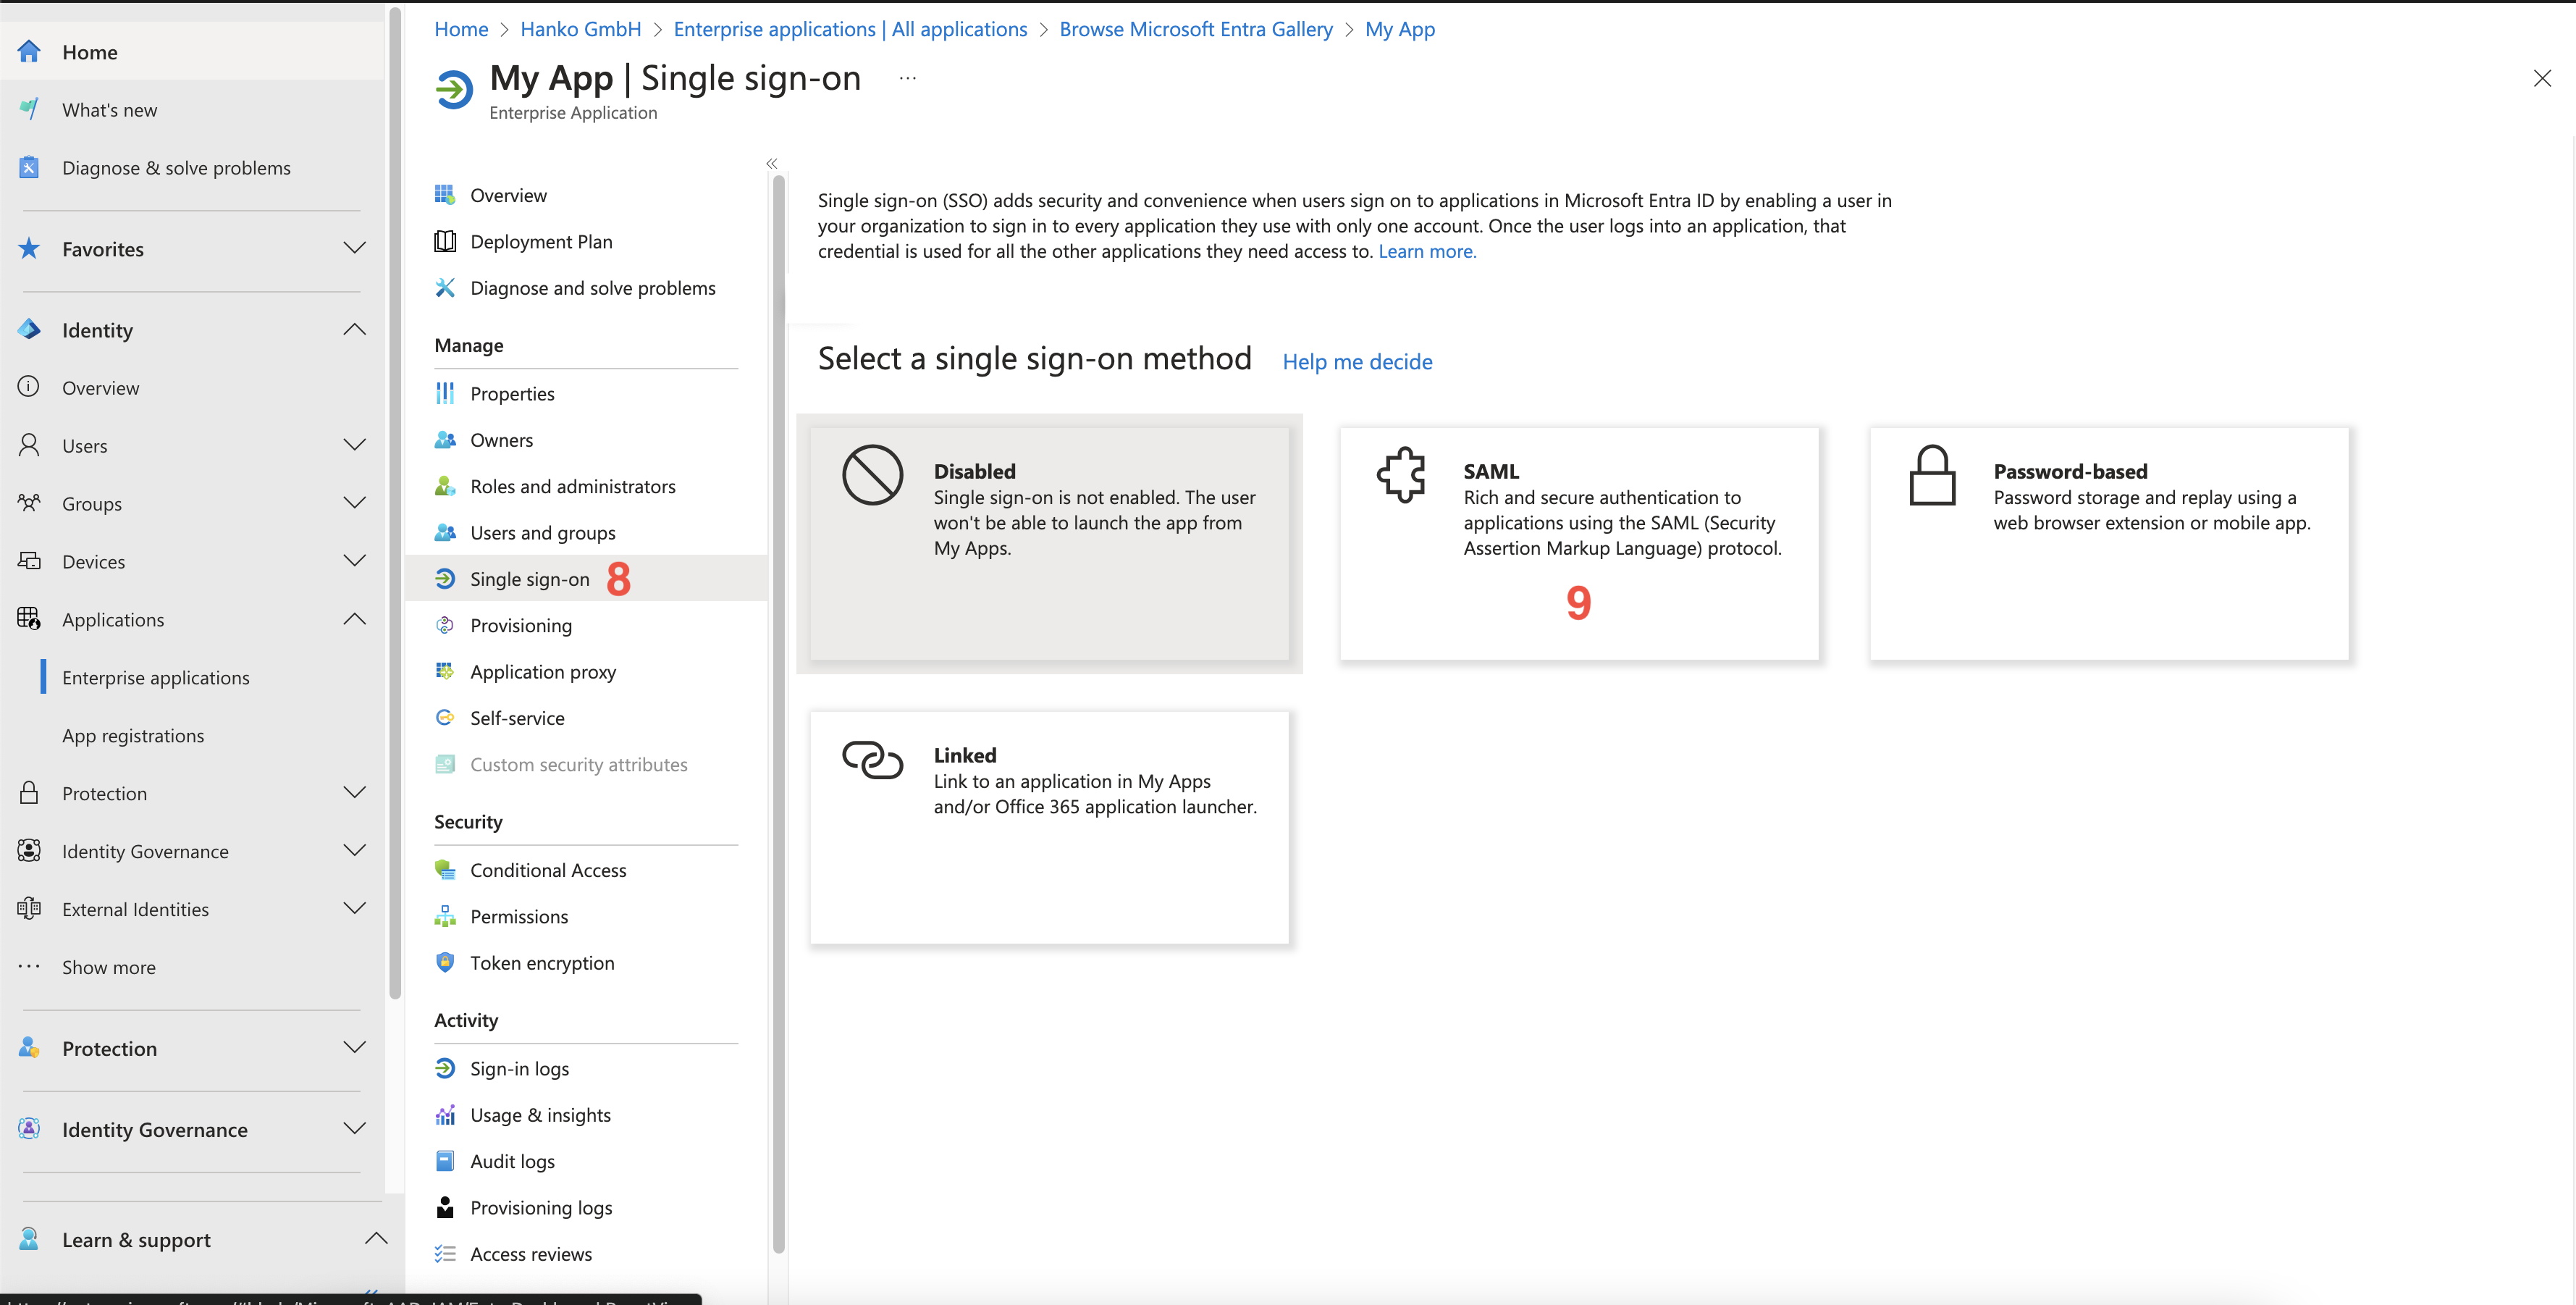 Home
What's new
Diagnose & solve problems
Favorites
Identity
Overview
Users
Groups
Devices
Applications
Enterprise applications
App registrations
Protection
Identity Governance
External Identities
Show more
Protection
Identity Governance
Learn & support
Home > Hanko GmbH > Enterprise applications | All applications > Browse Microsoft Entra Gallery > My App
My App | Single sign-on ...
Enterprise Application
Overview
Deployment Plan
Diagnose and solve problems
Manage
Properties
Owners
Roles and administrators
Users and groups
Single sign-on 8
Provisioning
Application proxy
Self-service
Custom security attributes
Security
Conditional Access
Permissions
Token encryption
Activity
Sign-in logs
Usage & insights
Audit logs
Provisioning logs
Access reviews
Single sign-on (SSO) adds security and convenience when users sign on to applications in Microsoft Entra ID by enabling a user in
your organization to sign in to every application they use with only one account. Once the user logs into an application, that
credential is used for all the other applications they need access to. Learn more.
Select a single sign-on method Help me decide
Disabled
Single sign-on is not enabled. The user
won't be able to launch the app from
My Apps.
SAML
Rich and secure authentication to
applications using the SAML (Security
Assertion Markup Language) protocol.
9
Password-based
Password storage and replay using a
web browser extension or mobile app.
Linked
Link to an application in My Apps
and/or Office 365 application launcher.